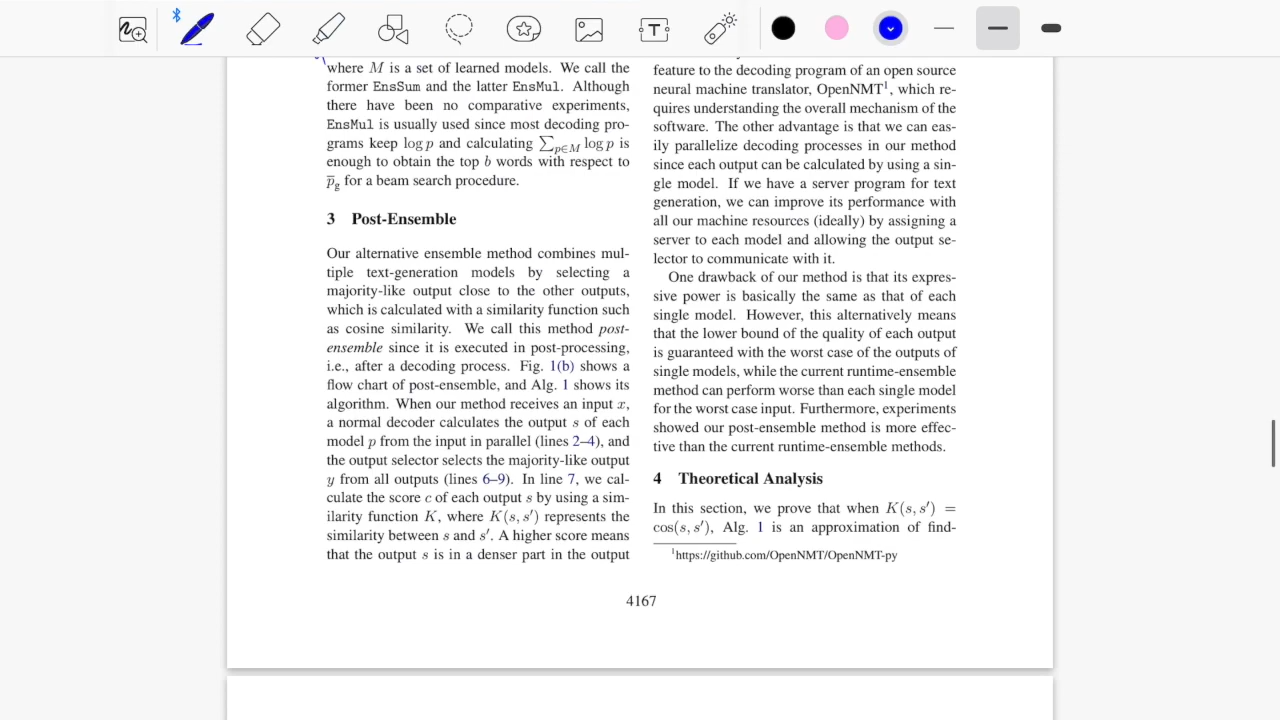 where M is a set of learned models. We call the
former EnsSum and the latter EnsMul. Although
there have been no comparative experiments,
EnsMul is usually used since most decoding pro-
grams keep log p and calculating ∑p∈M log p is
enough to obtain the top b words with respect to
p̅g for a beam search procedure.
3 Post-Ensemble
Our alternative ensemble method combines mul-
tiple text-generation models by selecting a
majority-like output close to the other outputs,
which is calculated with a similarity function such
as cosine similarity. We call this method post-
ensemble since it is executed in post-processing,
i.e., after a decoding process. Fig. 1(b) shows a
flow chart of post-ensemble, and Alg. 1 shows its
algorithm. When our method receives an input x,
a normal decoder calculates the output s of each
model p from the input in parallel (lines 2–4), and
the output selector selects the majority-like output
y from all outputs (lines 6–9). In line 7, we cal-
culate the score c of each output s by using a sim-
ilarity function K, where K(s, s′) represents the
similarity between s and s′. A higher score means
that the output s is in a denser part in the output
feature to the decoding program of an open source
neural machine translator, OpenNMT1, which re-
quires understanding the overall mechanism of the
software. The other advantage is that we can eas-
ily parallelize decoding processes in our method
since each output can be calculated by using a sin-
gle model. If we have a server program for text
generation, we can improve its performance with
all our machine resources (ideally) by assigning a
server to each model and allowing the output se-
lector to communicate with it.
One drawback of our method is that its expres-
sive power is basically the same as that of each
single model. However, this alternatively means
that the lower bound of the quality of each output
is guaranteed with the worst case of the outputs of
single models, while the current runtime-ensemble
method can perform worse than each single model
for the worst case input. Furthermore, experiments
showed our post-ensemble method is more effec-
tive than the current runtime-ensemble methods.
4 Theoretical Analysis
In this section, we prove that when K(s, s′) =
cos(s, s′), Alg. 1 is an approximation of find-
1https://github.com/OpenNMT/OpenNMT-py
4167